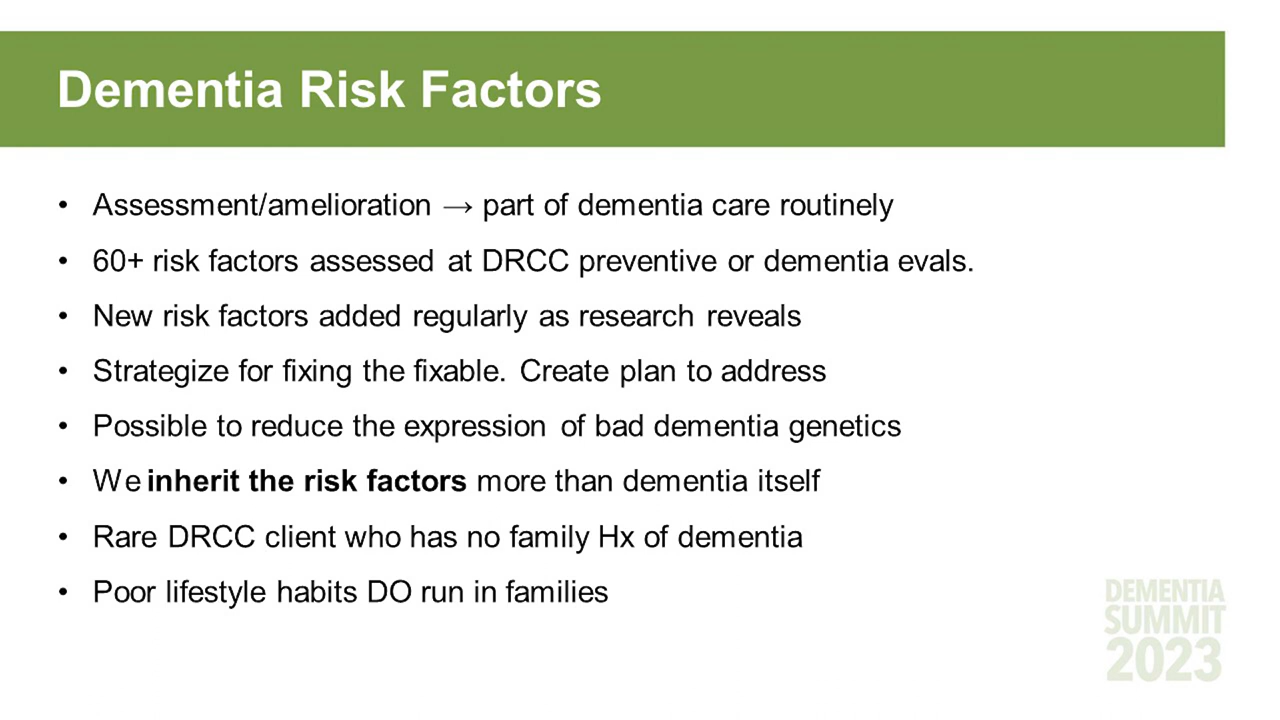 Dementia Risk Factors
• Assessment/amelioration → part of dementia care routinely
• 60+ risk factors assessed at DRCC preventive or dementia evals.
• New risk factors added regularly as research reveals
• Strategize for fixing the fixable. Create plan to address
• Possible to reduce the expression of bad dementia genetics
• We inherit the risk factors more than dementia itself
• Rare DRCC client who has no family Hx of dementia
• Poor lifestyle habits DO run in families
DEMENTIA
SUMMIT
2023